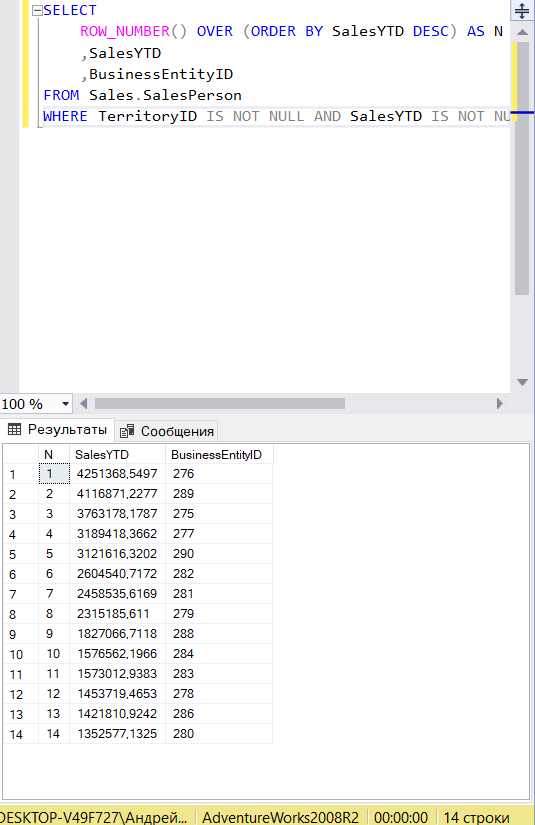 SELECT
ROW_NUMBER() OVER (ORDER BY SalesYTD DESC) AS N
,SalesYTD
,BusinessEntityID
FROM Sales.SalesPerson
WHERE TerritoryID IS NOT NULL AND SalesYTD IS NOT NU
100 %
Результаты Сообщения
N SalesYTD BusinessEntityID
1 1 4251368,5497 276
2 2 4116871,2277 289
3 3 3763178,1787 275
4 4 3189418,3662 277
5 5 3121616,3202 290
6 6 2604540,7172 282
7 7 2458535,6169 281
8 8 2315185,611 279
9 9 1827066,7118 288
10 10 1576562,1966 284
11 11 1573012,9383 283
12 12 1453719,4653 278
13 13 1421810,9242 286
14 14 1352577,1325 280
DESKTOP-V49F727\Андрей... AdventureWorks2008R2 00:00:00 14 строки